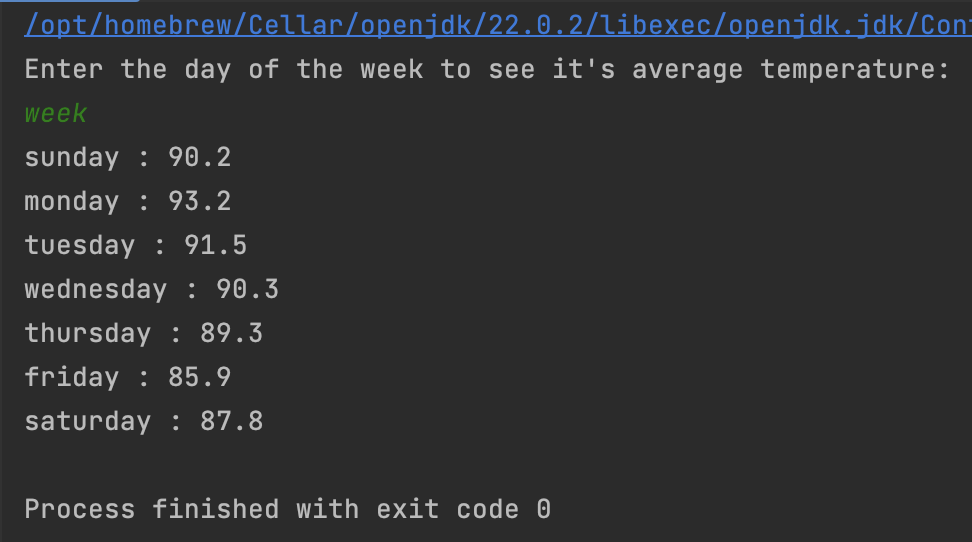 /opt/homebrew/Cellar/openjdk/22.0.2/libexec/openjdk.jdk/Con
Enter the day of the week to see it's average temperature:
week
sunday : 90.2
monday : 93.2
tuesday : 91.5
wednesday : 90.3
thursday : 89.3
friday : 85.9
saturday : 87.8
Process finished with exit code 0